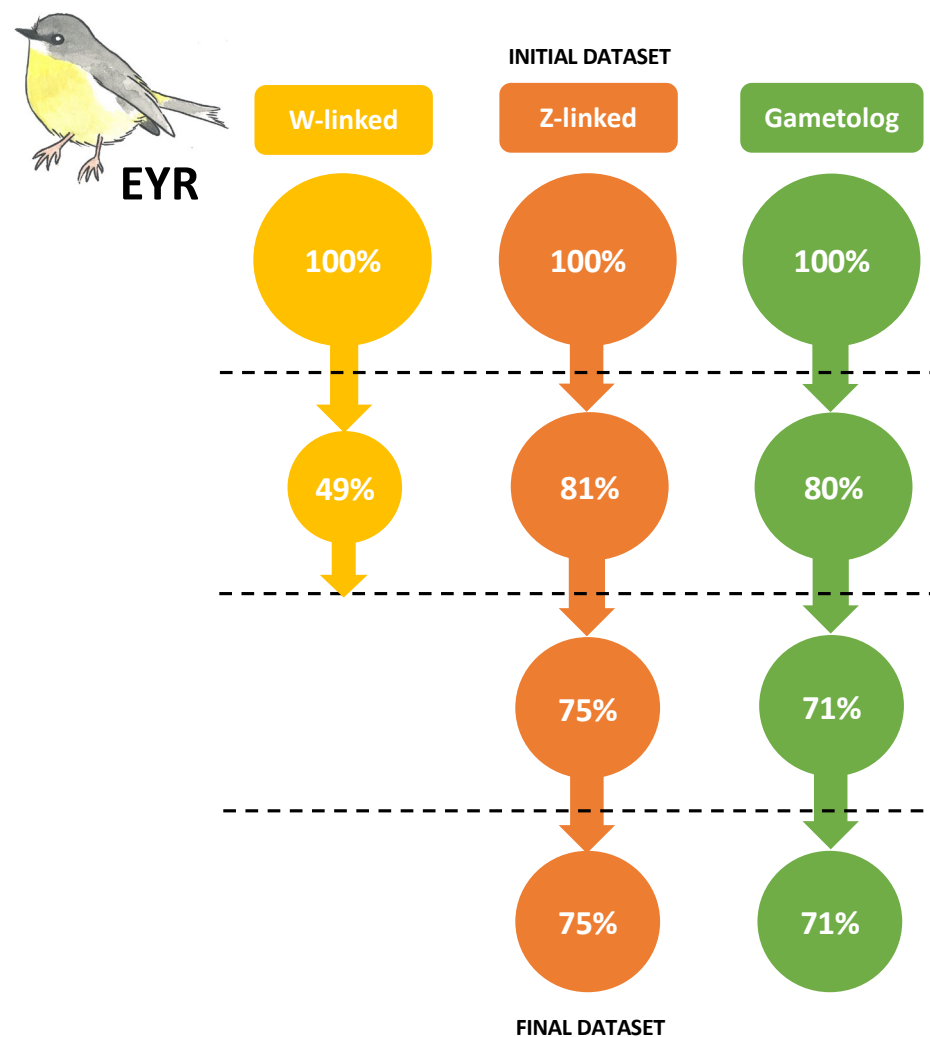 INITIAL DATASET
W-linked
Z-linked
Gametolog
EYR
100%
100%
100%
49%
81%
80%
75%
71%
75%
71%
FINAL DATASET